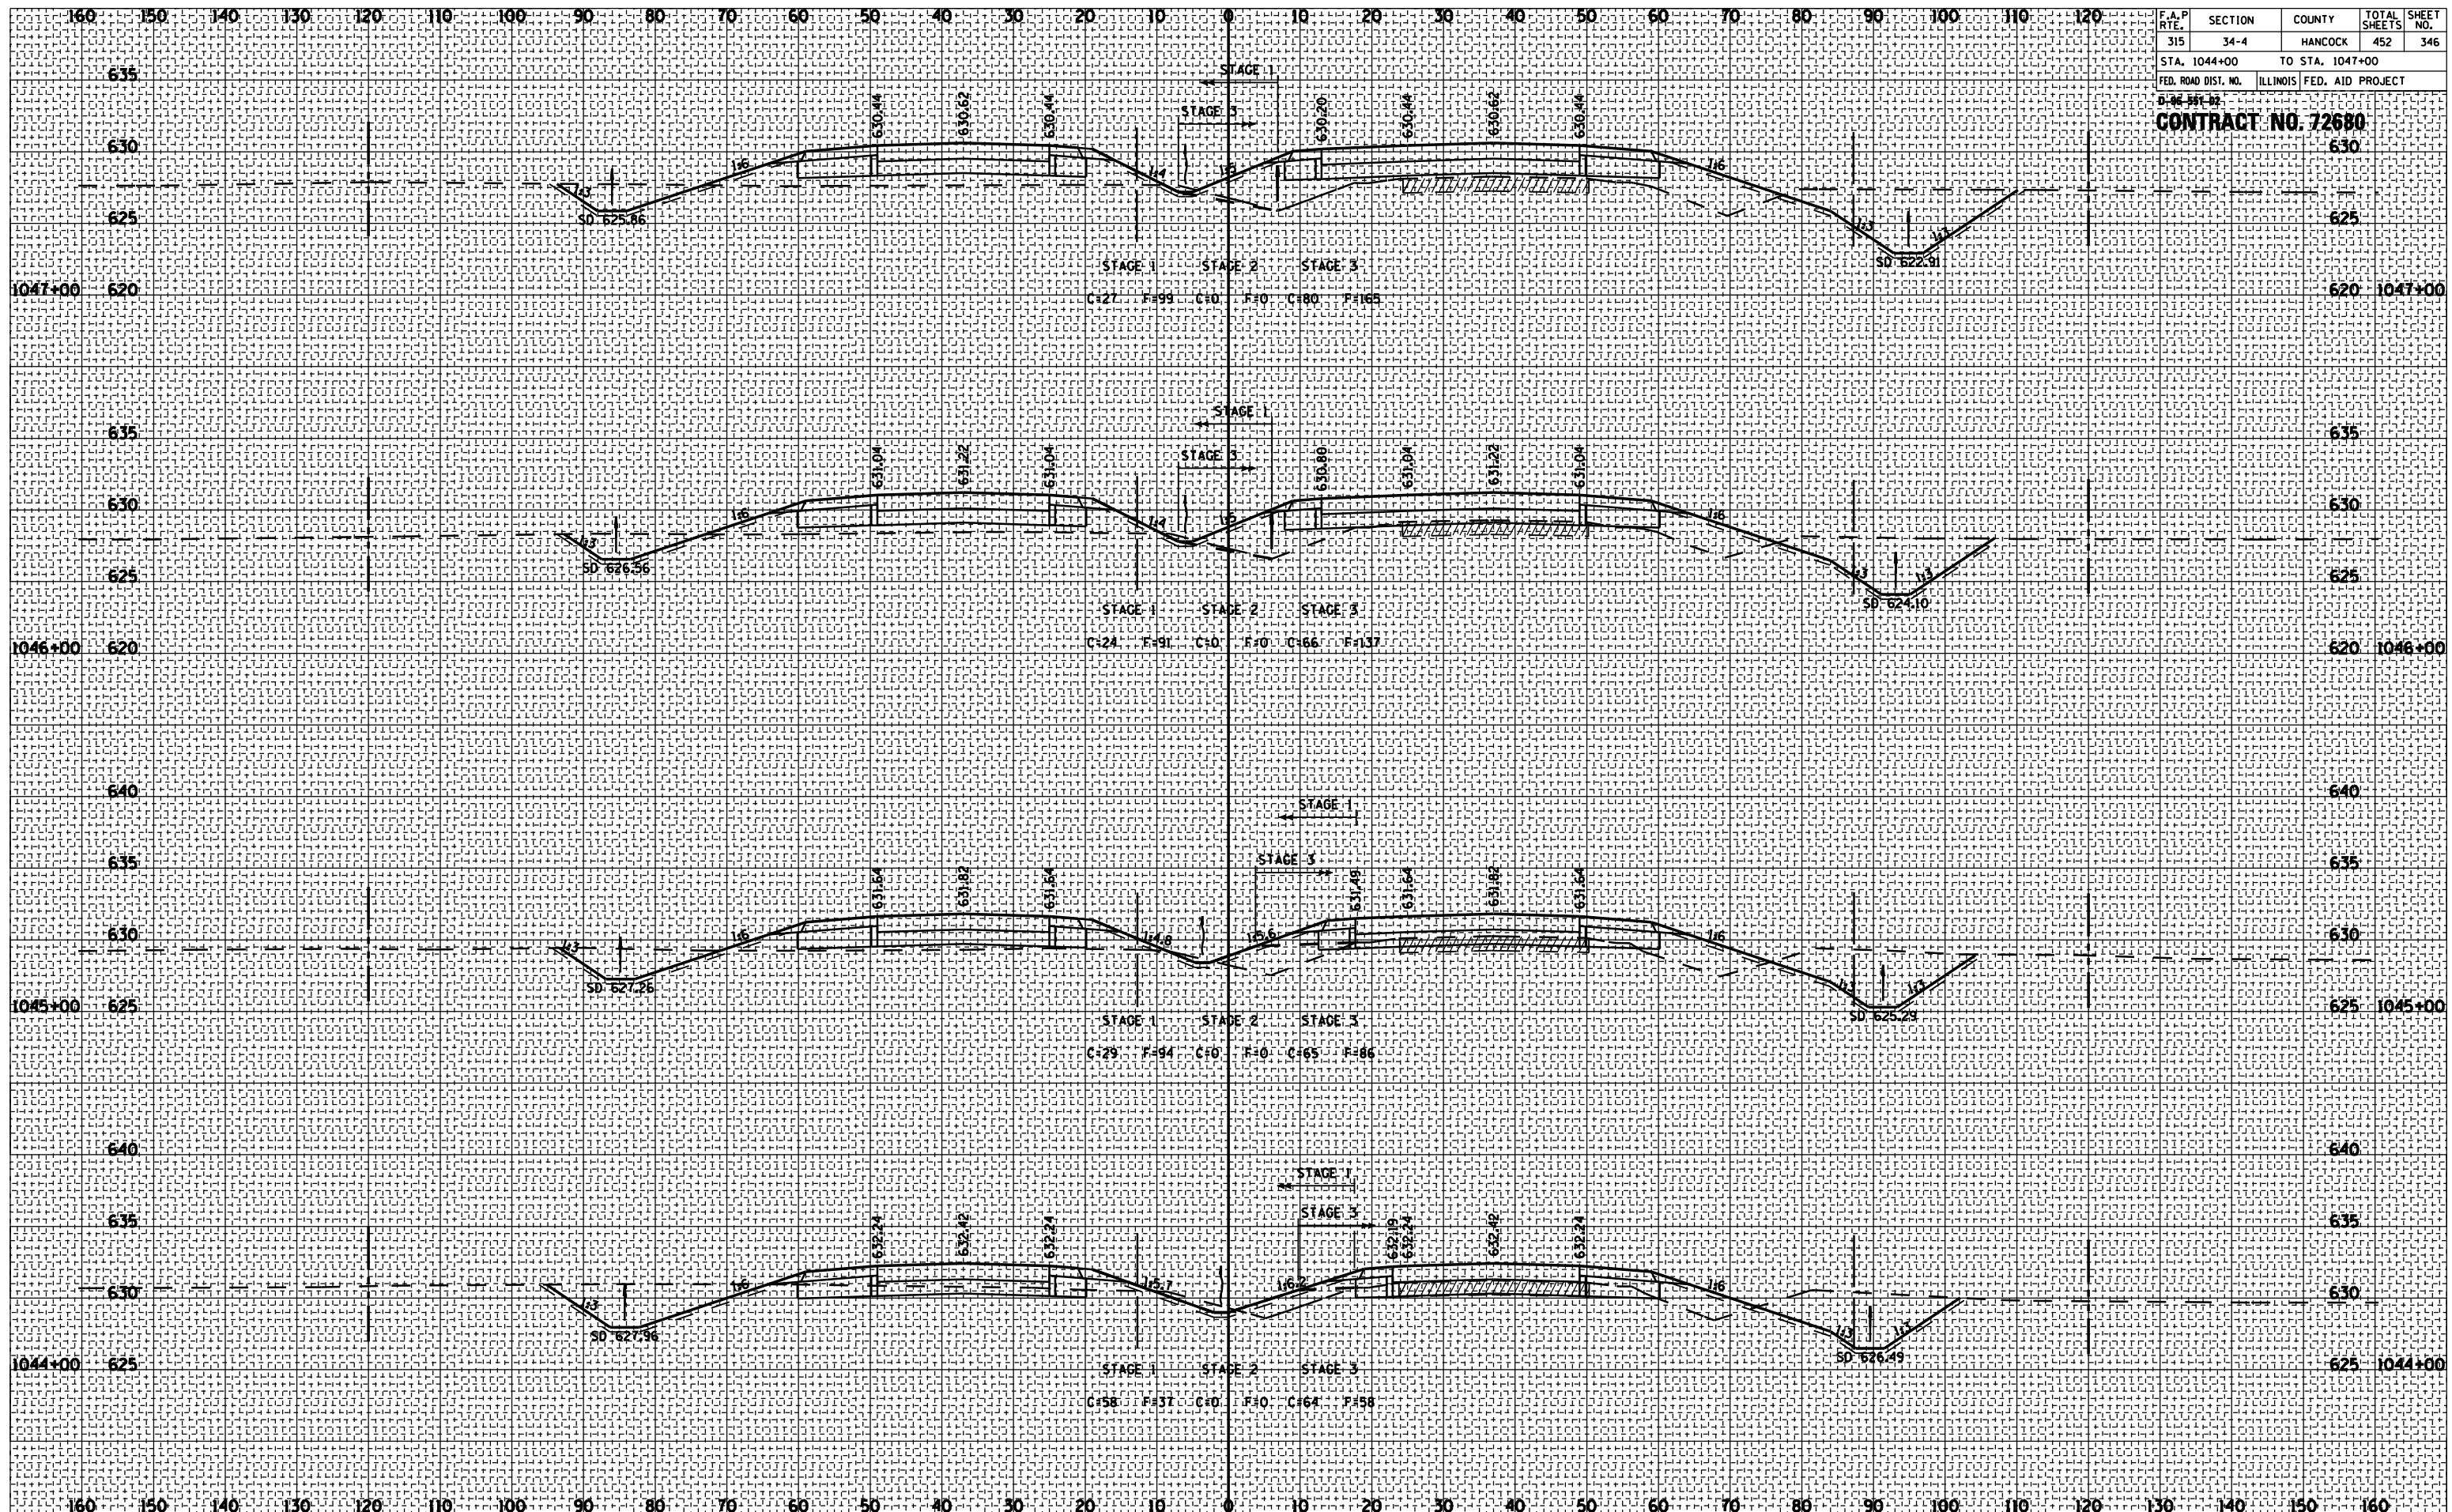 160 150 140 130 120 110 100 90 80 70 60 50 40 30 20 10 0 10 20 30 40 50 60 70 80 90 100 110 120
F.A.P RTE. SECTION COUNTY TOTAL SHEETS SHEET NO.
315 34-4 HANCOCK 452 346
STA. 1044+00 TO STA. 1047+00
FED. ROAD DIST. NO. ILLINOIS FED. AID PROJECT
D-96-551-02
CONTRACT NO. 72680
635
STAGE 1
STAGE 3
630.44 630.62 630.44 630.20 630.44 630.62 630.44
630 630
1:6 1:4 1:5 1:6
1:3 1:3 1:3
625 SD 625.86 625
SD 622.91
STAGE 1 STAGE 2 STAGE 3
1047+00 620 620 1047+00
C=27 F=99 C=0 F=0 C=80 F=165
STAGE 1
635 635
STAGE 3
631.04 631.22 631.04 630.80 631.04 631.22 631.04
630 630
1:6 1:4 1:5 1:6
1:3 1:3 1:3
SD 626.56
625 625
SD 624.10
STAGE 1 STAGE 2 STAGE 3
C=24 F=91 C=0 F=0 C=66 F=137
1046+00 620 620 1046+00
640 640
STAGE 1
635 STAGE 3 635
631.64 631.82 631.64 631.49 631.64 631.82 631.64
630 630
1:6 1:4.8 1:5.6 1:6
1:3 1:3 1:3
SD 627.26
1045+00 625 625 1045+00
SD 625.29
STAGE 1 STAGE 2 STAGE 3
C=29 F=94 C=0 F=0 C=65 F=86
640 640
STAGE 1
STAGE 3
635 635
632.24 632.42 632.24 632.19 632.24 632.42 632.24
630 630
1:6 1:5.7 1:6.2 1:6
1:3 1:3 1:3
SD 627.96
SD 626.49
1044+00 625 625 1044+00
STAGE 1 STAGE 2 STAGE 3
C=58 F=37 C=0 F=0 C=64 F=58
160 150 140 130 120 110 100 90 80 70 60 50 40 30 20 10 0 10 20 30 40 50 60 70 80 90 100 110 120 130 140 150 160